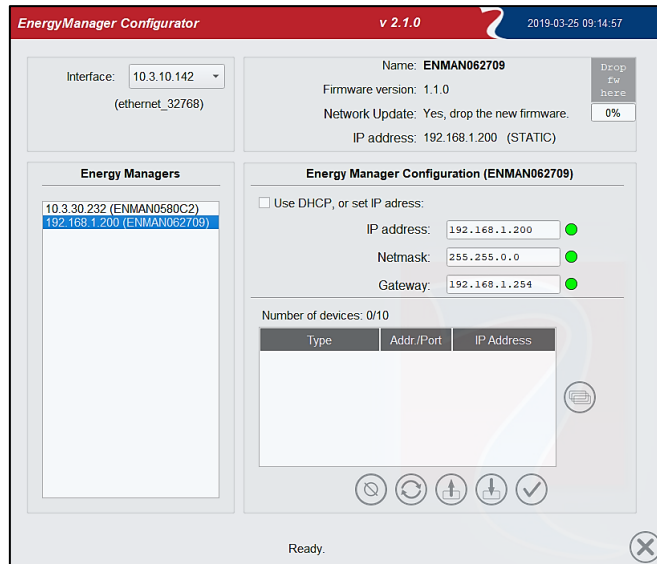 EnergyManager Configurator
v 2.1.0
2019-03-25 09:14:57
Interface: 10.3.10.142
(ethernet_32768)
Name: ENMAN062709
Firmware version: 1.1.0
Network Update: Yes, drop the new firmware.
IP address: 192.168.1.200 (STATIC)
Drop
fw
here
0%
Energy Managers
10.3.30.232 (ENMAN0580C2)
192.168.1.200 (ENMAN062709)
Energy Manager Configuration (ENMAN062709)
Use DHCP, or set IP adress:
IP address: 192.168.1.200
Netmask: 255.255.0.0
Gateway: 192.168.1.254
Number of devices: 0/10
Type Addr./Port IP Address
Ready.